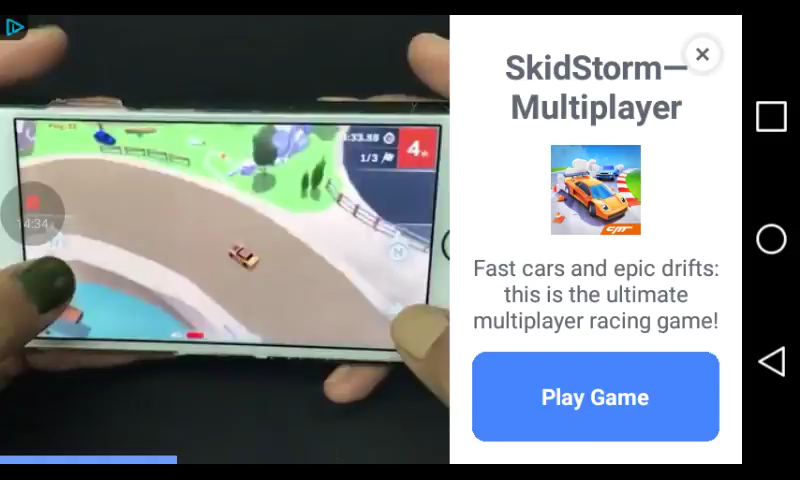 SkidStorm—
Multiplayer
1:33.38
1/3
4th
14:34
N
Fast cars and epic drifts:
this is the ultimate
multiplayer racing game!
Play Game